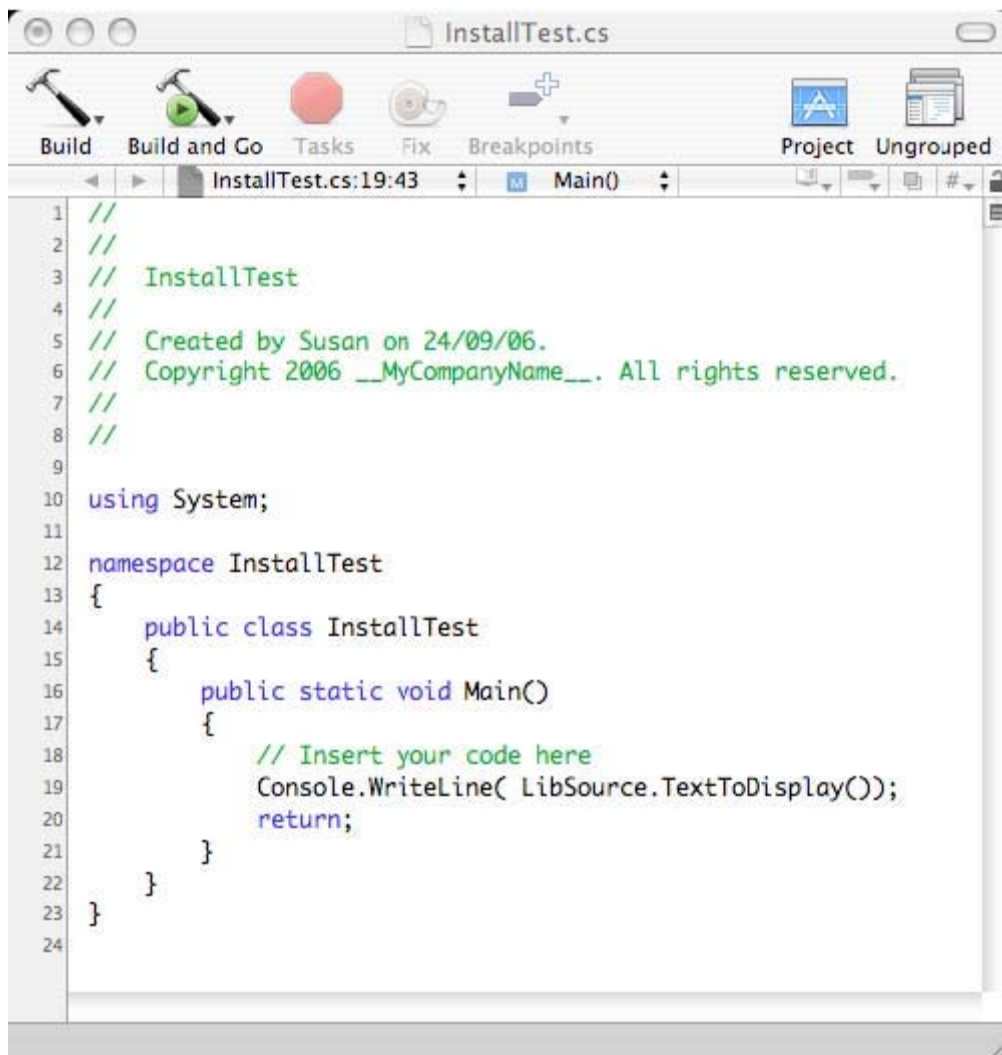 InstallTest.cs
Build
Build and Go
Tasks
Fix
Breakpoints
Project
Ungrouped
InstallTest.cs:19:43
M
Main()
#
1 //
2 //
3 //  InstallTest
4 //
5 //  Created by Susan on 24/09/06.
6 //  Copyright 2006 __MyCompanyName__. All rights reserved.
7 //
8 //
9
10 using System;
11
12 namespace InstallTest
13 {
14     public class InstallTest
15     {
16         public static void Main()
17         {
18             // Insert your code here
19             Console.WriteLine( LibSource.TextToDisplay());
20             return;
21         }
22     }
23 }
24